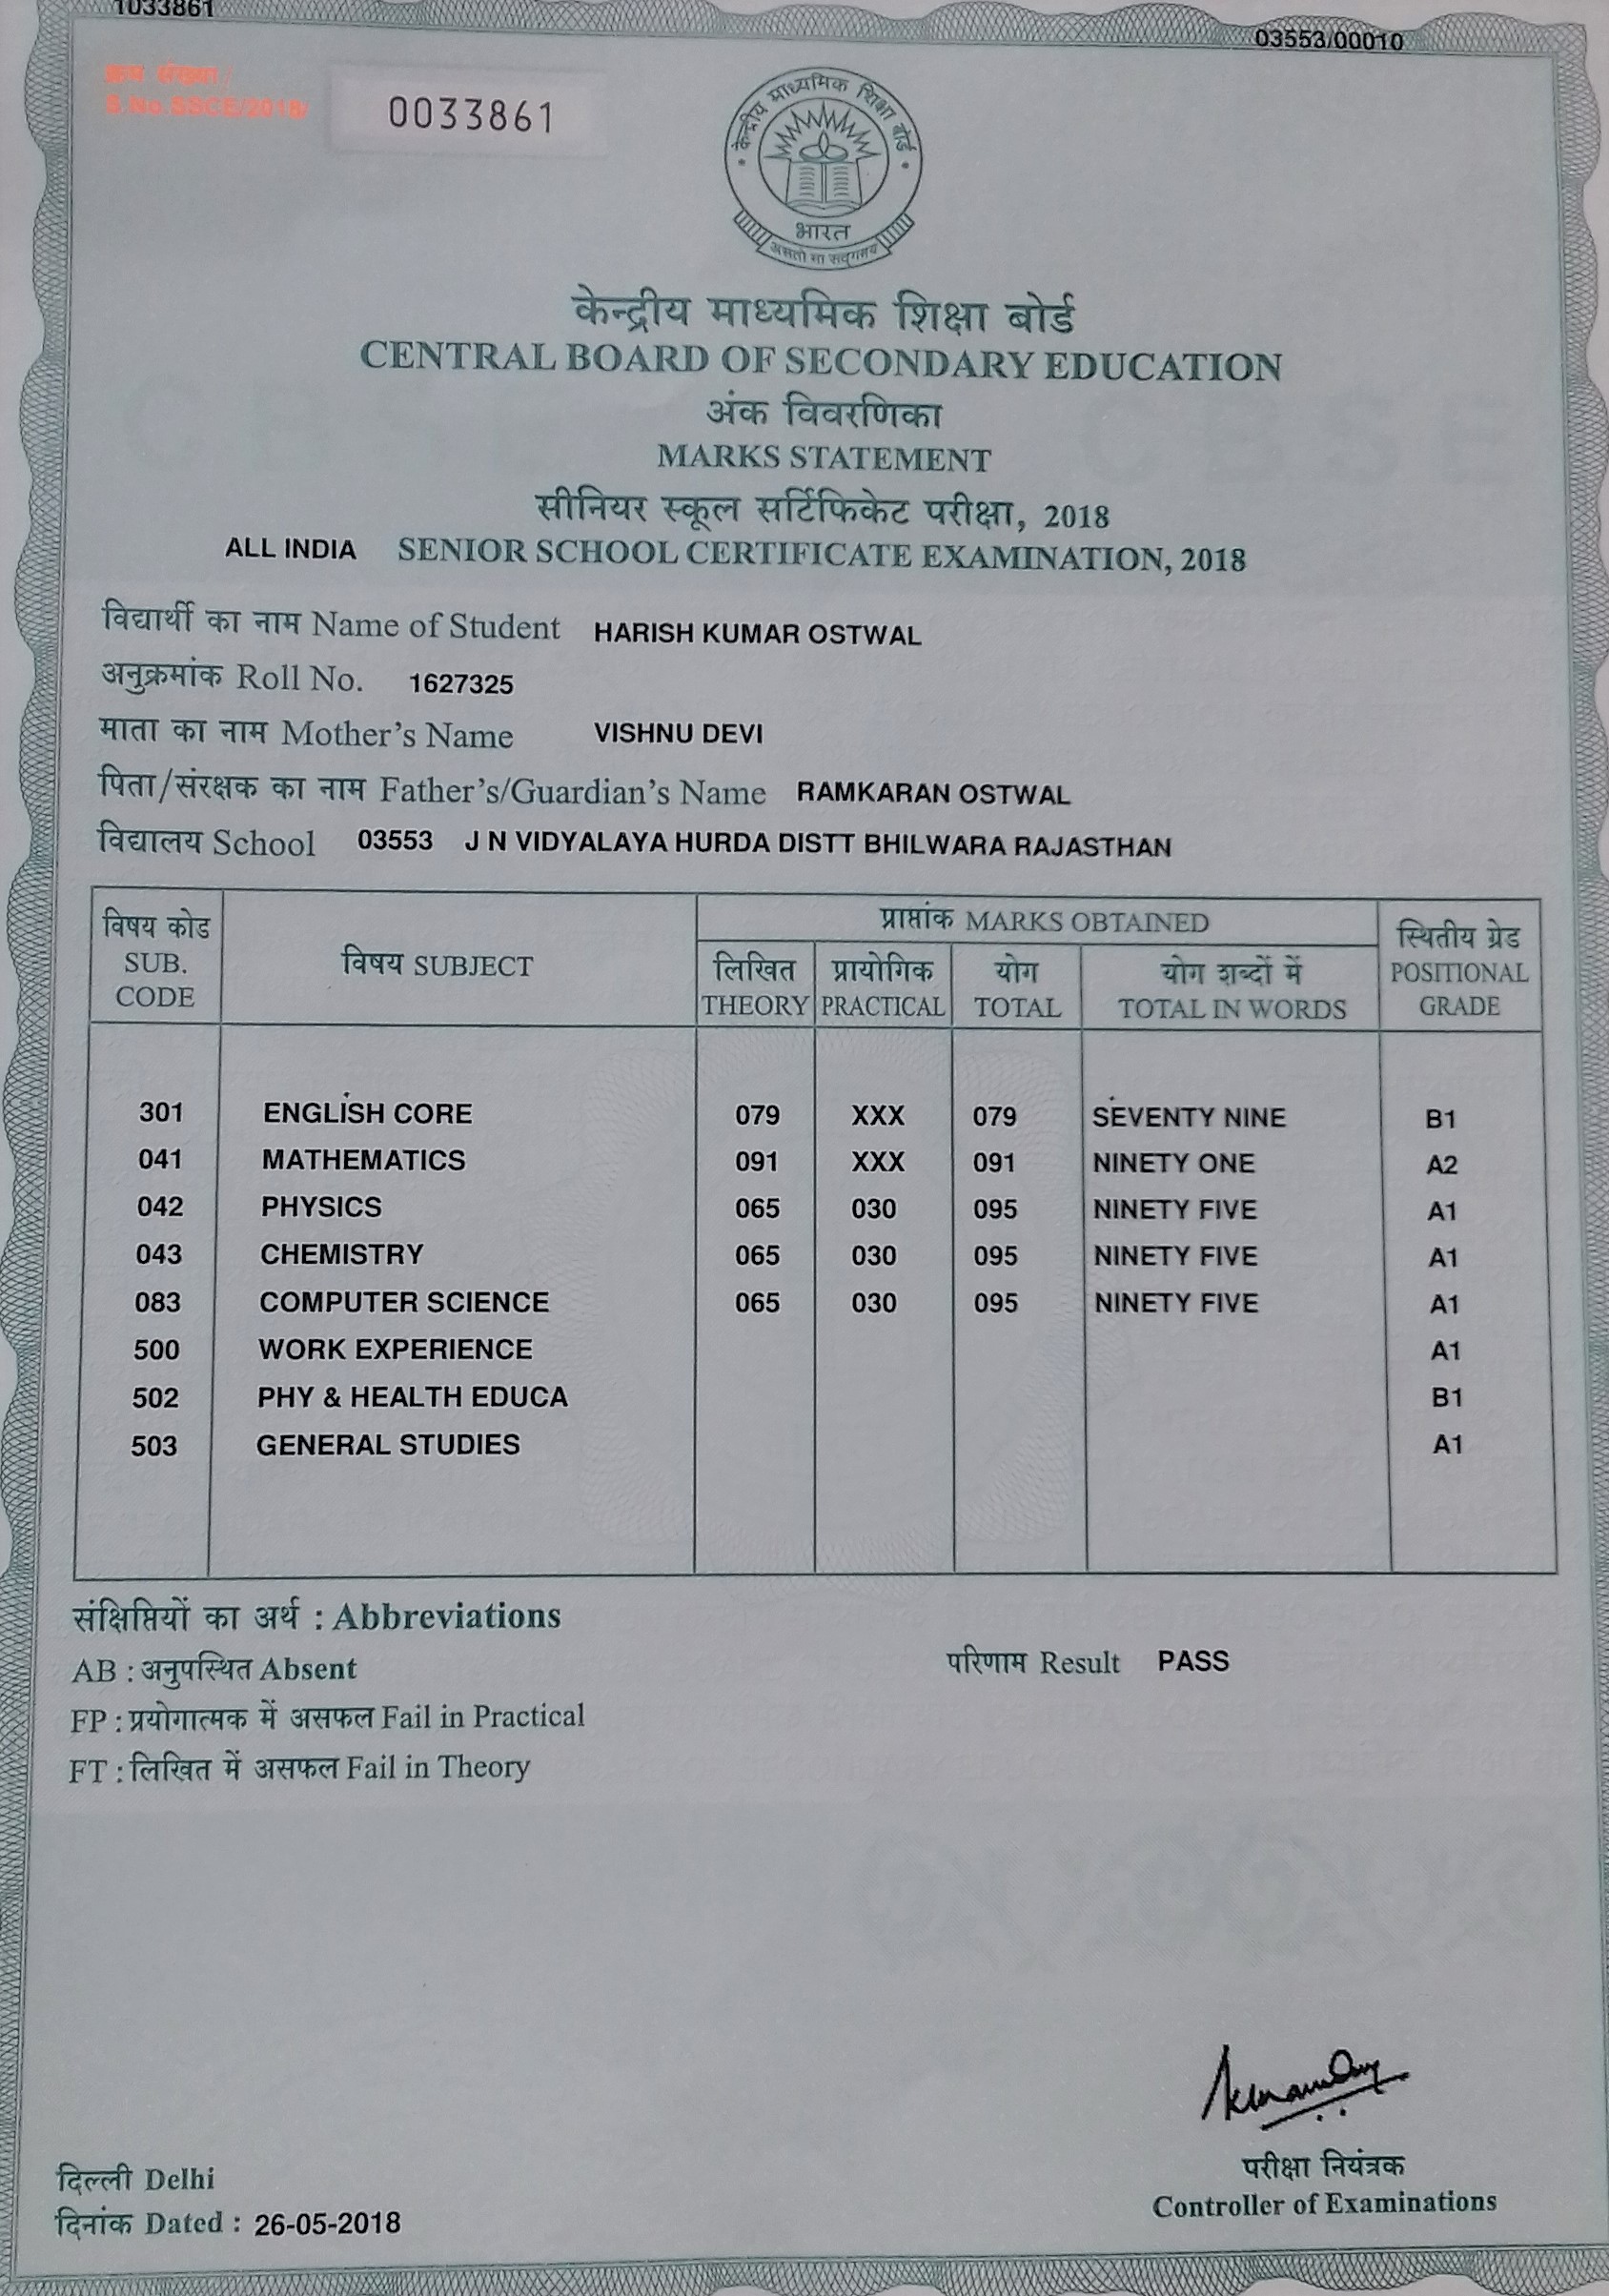 1033861
03553/00010
क्रम संख्या/
S.No.SSCE/2018/
0033861
केन्द्रीय माध्यमिक शिक्षा बोर्ड
भारत
असतो मा सद्गमय
केन्द्रीय माध्यमिक शिक्षा बोर्ड
CENTRAL BOARD OF SECONDARY EDUCATION
अंक विवरणिका
MARKS STATEMENT
सीनियर स्कूल सर्टिफिकेट परीक्षा, 2018
ALL INDIA SENIOR SCHOOL CERTIFICATE EXAMINATION, 2018
विद्यार्थी का नाम Name of Student HARISH KUMAR OSTWAL
अनुक्रमांक Roll No. 1627325
माता का नाम Mother's Name VISHNU DEVI
पिता/संरक्षक का नाम Father's/Guardian's Name RAMKARAN OSTWAL
विद्यालय School 03553 J N VIDYALAYA HURDA DISTT BHILWARA RAJASTHAN
विषय कोड SUB. CODE विषय SUBJECT प्राप्तांक MARKS OBTAINED स्थितीय ग्रेड POSITIONAL GRADE
लिखित THEORY प्रायोगिक PRACTICAL योग TOTAL योग शब्दों में TOTAL IN WORDS
301 ENGLISH CORE 079 XXX 079 SEVENTY NINE B1
041 MATHEMATICS 091 XXX 091 NINETY ONE A2
042 PHYSICS 065 030 095 NINETY FIVE A1
043 CHEMISTRY 065 030 095 NINETY FIVE A1
083 COMPUTER SCIENCE 065 030 095 NINETY FIVE A1
500 WORK EXPERIENCE A1
502 PHY & HEALTH EDUCA B1
503 GENERAL STUDIES A1
संक्षिप्तियों का अर्थ : Abbreviations
AB : अनुपस्थित Absent परिणाम Result PASS
FP : प्रयोगात्मक में असफल Fail in Practical
FT : लिखित में असफल Fail in Theory
परीक्षा नियंत्रक
Controller of Examinations
दिल्ली Delhi
दिनांक Dated : 26-05-2018